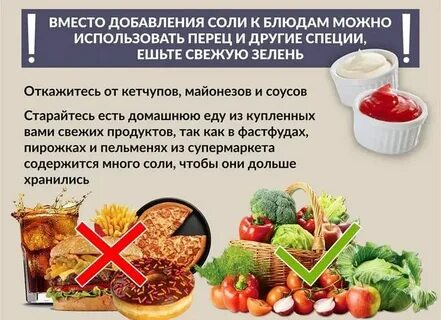 ВМЕСТО ДОБАВЛЕНИЯ СОЛИ К БЛЮДАМ МОЖНО
ИСПОЛЬЗОВАТЬ ПЕРЕЦ И ДРУГИЕ СПЕЦИИ,
ЕШЬТЕ СВЕЖУЮ ЗЕЛЕНЬ
! !
Откажитесь от кетчупов, майонезов и соусов
Старайтесь есть домашнюю еду из купленных
вами свежих продуктов, так как в фастфудах,
пирожках и пельменях из супермаркета
содержится много соли, чтобы они дольше
хранились